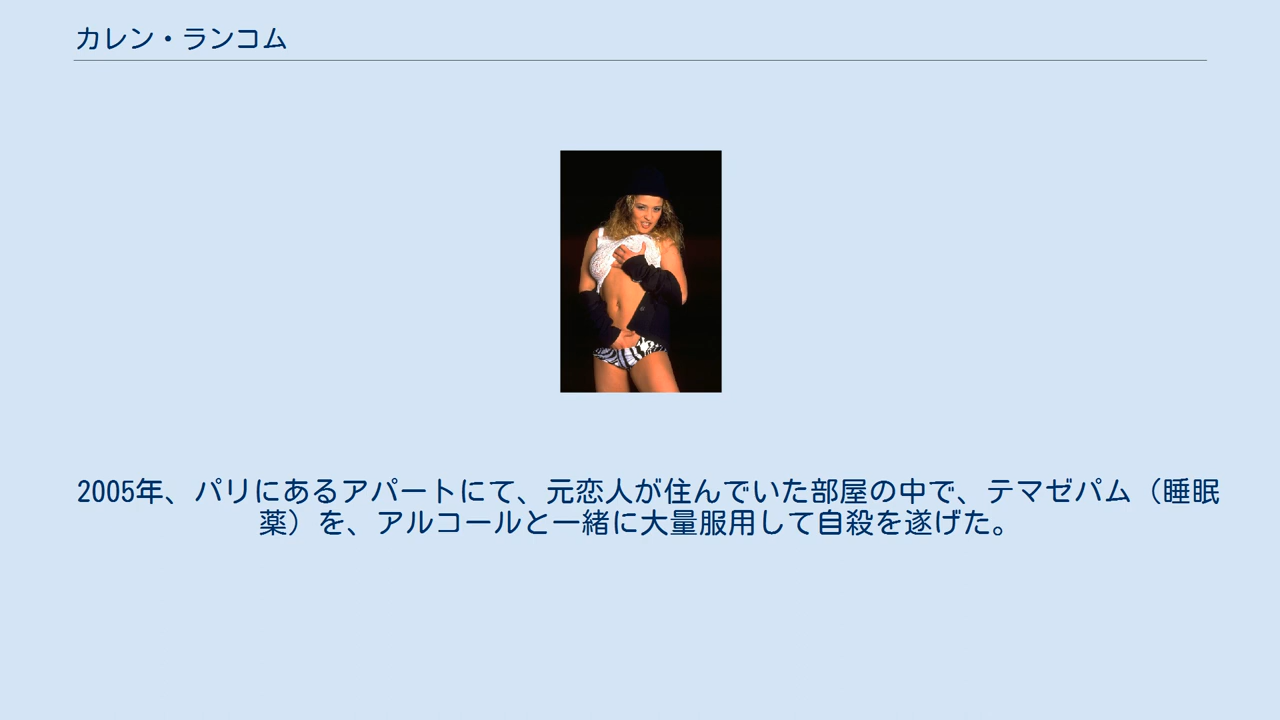 カレン・ランコム
2005年、パリにあるアパートにて、元恋人が住んでいた部屋の中で、テマゼパム（睡眠
薬）を、アルコールと一緒に大量服用して自殺を遂げた。